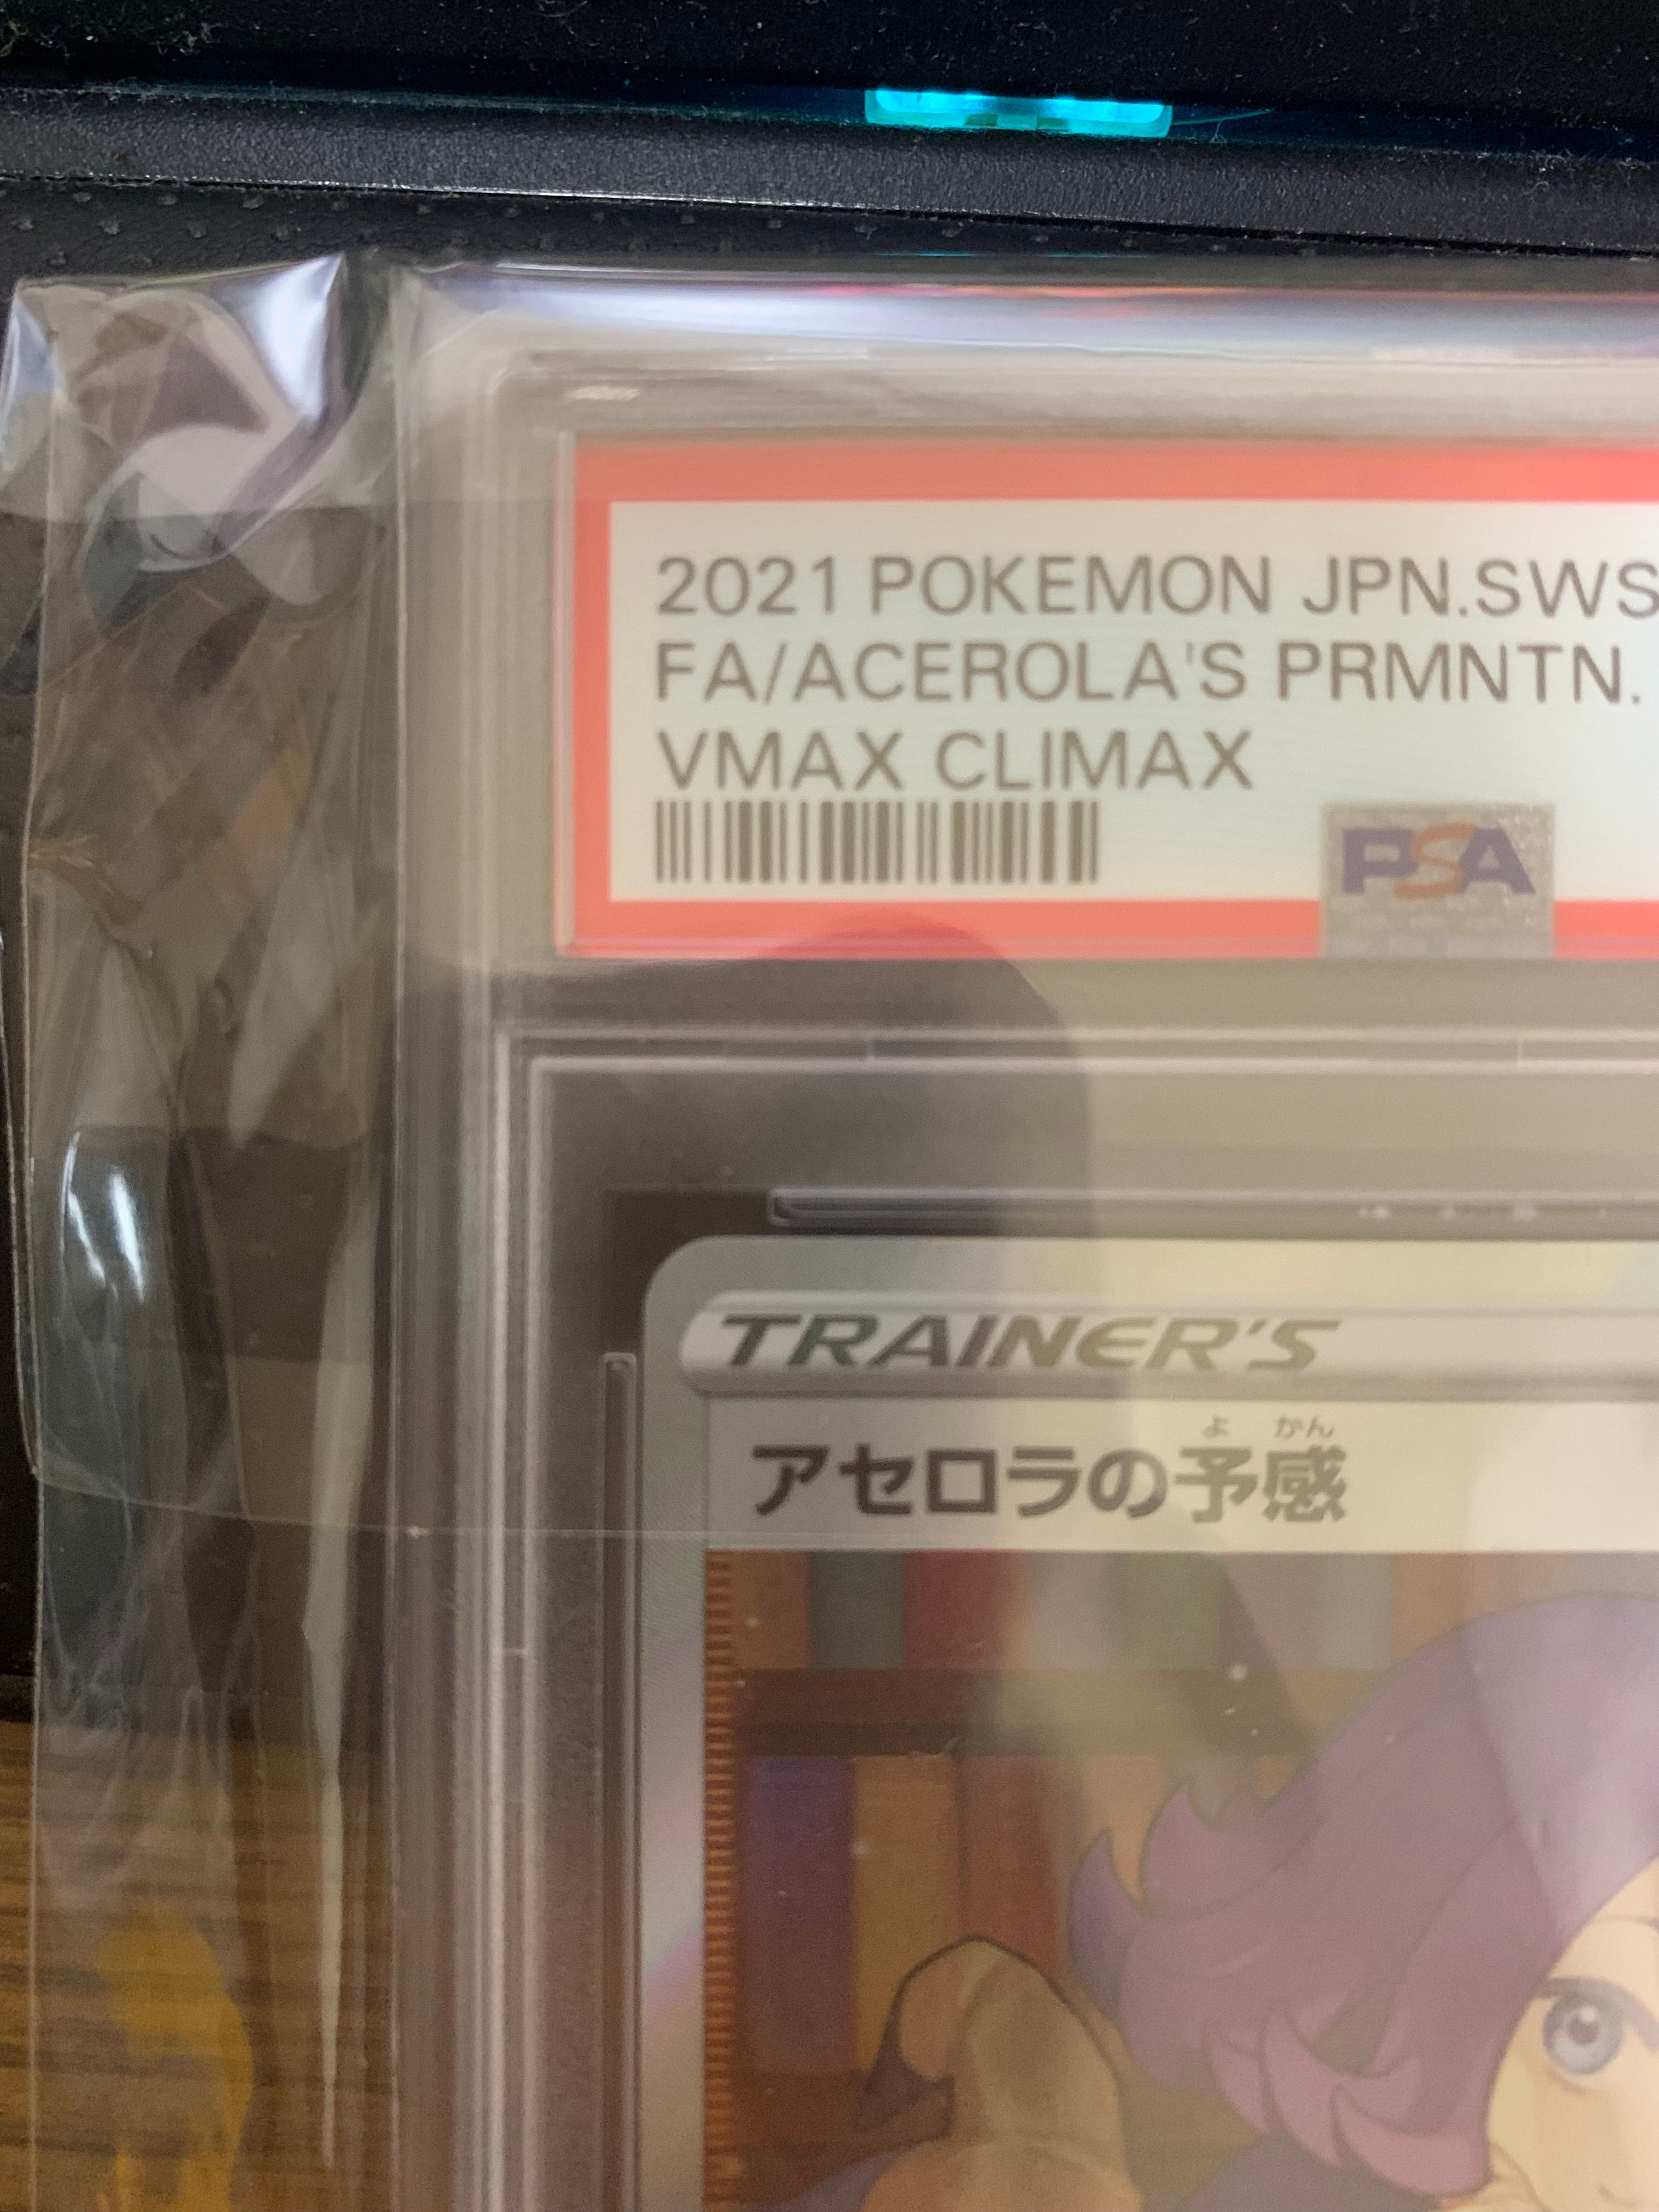 2021 POKEMON JPN.SWS
FA/ACEROLA'S PRMNTN.
VMAX CLIMAX
PSA
TRAINER'S
よ かん
アセロラの予感